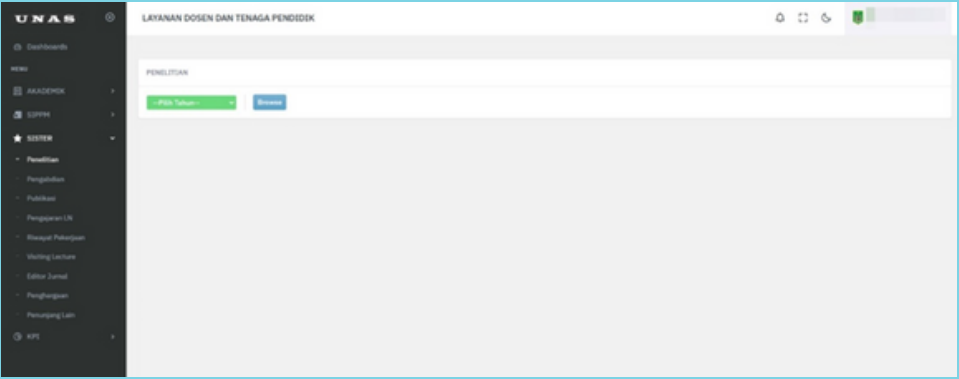 UNAS
LAYANAN DOSEN DAN TENAGA PENDIDIK
Dashboards
MENU
AKADEMIK
SIPPM
SISTER
Penelitian
Pengabdian
Publikasi
Pengajaran LN
Riwayat Pekerjaan
Visiting Lecture
Editor Jurnal
Penghargaan
Penunjang Lain
KPI
PENELITIAN
--Pilih Tahun--
Browse